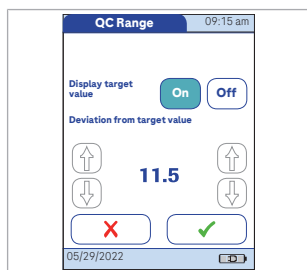 QC Range 09:15 am
Display target
value
On Off
Deviation from target value
11.5
05/29/2022